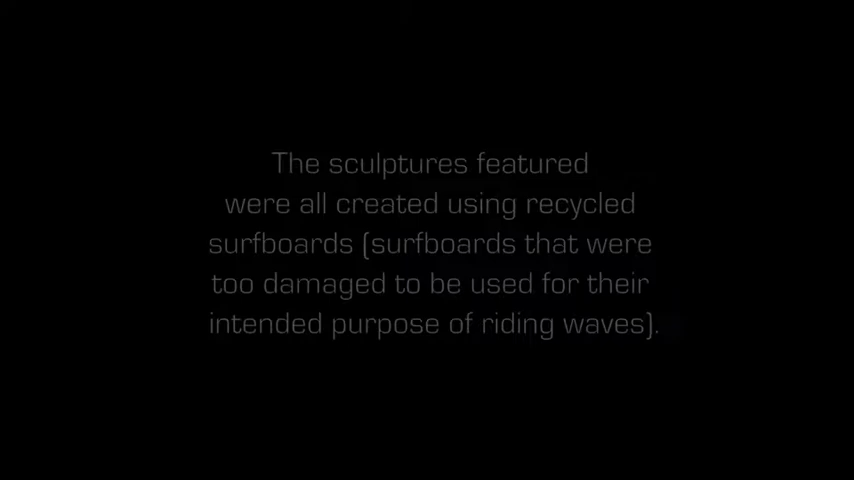 The sculptures featured
were all created using recycled
surfboards (surfboards that were
too damaged to be used for their
intended purpose of riding waves).